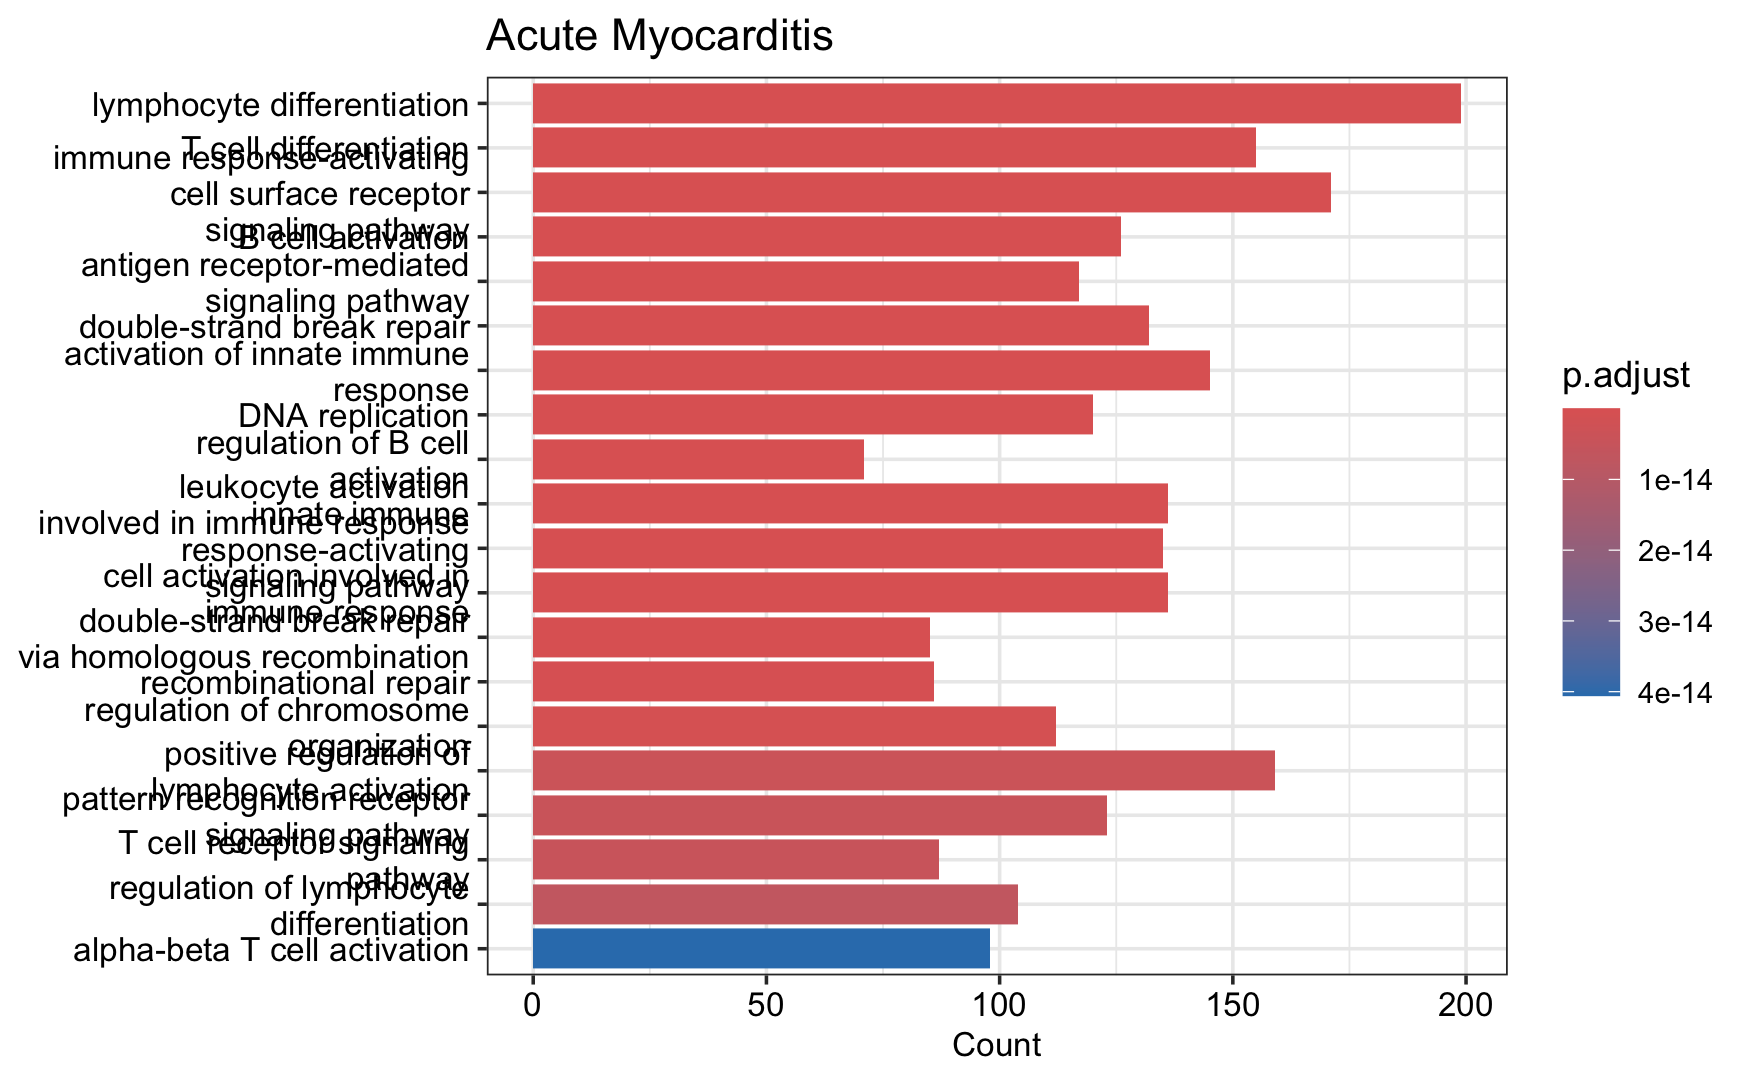 Acute Myocarditis
lymphocyte differentiation
T cell differentiation
immune response-activating
cell surface receptor
signaling pathway
B cell activation
antigen receptor-mediated
signaling pathway
double-strand break repair
activation of innate immune
response
DNA replication
regulation of B cell
activation
leukocyte activation
involved in immune response
innate immune
response-activating
signaling pathway
cell activation involved in
immune response
double-strand break repair
via homologous recombination
recombinational repair
regulation of chromosome
organization
positive regulation of
lymphocyte activation
pattern recognition receptor
signaling pathway
T cell receptor signaling
pathway
regulation of lymphocyte
differentiation
alpha-beta T cell activation
0 50 100 150 200
Count
p.adjust
1e-14
2e-14
3e-14
4e-14